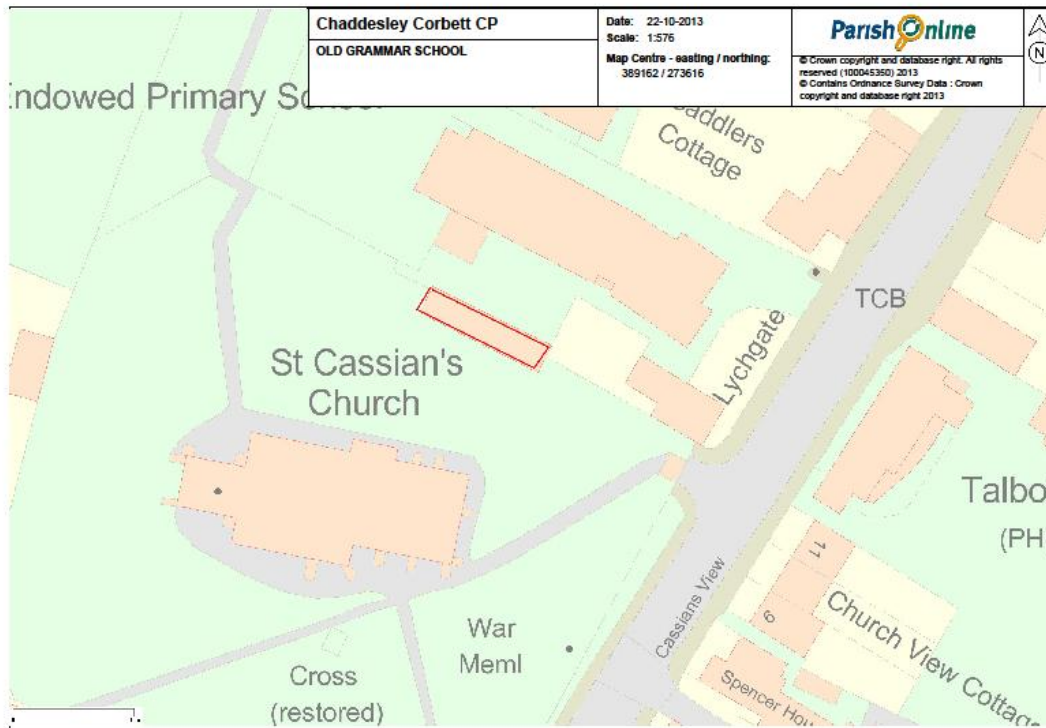 Chaddesley Corbett CP
OLD GRAMMAR SCHOOL
Date: 22-10-2013
Scale: 1:576
Map Centre - easting / northing:
389162 / 273616
Parish Online
© Crown copyright and database right. All rights
reserved (100045350) 2013
© Contains Ordnance Survey Data : Crown
copyright and database right 2013
N
Endowed Primary School
Saddlers
Cottage
TCB
Lychgate
St Cassian's
Church
Talbo
(PH
11
9
Cassians View
Church View Cottag
War
Meml
Spencer Hou
Cross
(restored)